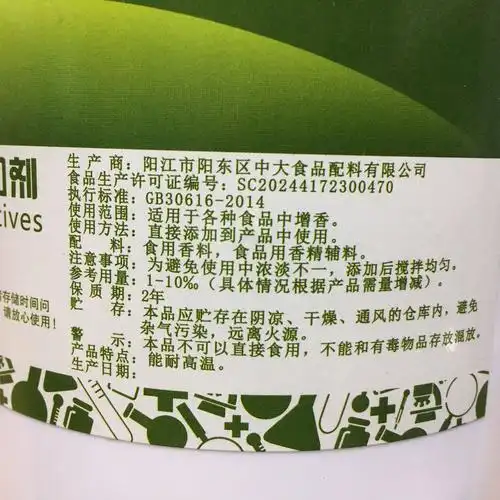 加剂
tives
存储时间问
请放心使用！
生 产 商：阳江市阳东区中大食品配料有限公司
食品生产许可证编号：SC20244172300470
执行标准：GB30616-2014
使用范围：适用于各种食品中增香。
使用方法：直接添加到产品中使用。
配 料：食用香料，食品用香精辅料。
注意事项：为避免使用中浓淡不一，添加后搅拌均匀。
参考用量：1-10‰（具体情况根据产品需量增减）。
保 质 期：2年
贮 存：本品应贮存在阴凉、干燥、通风的仓库内，避免
杂气污染，远离火源。
警 示：本品不可以直接食用，不能和有毒物品存放混放。
产品特点：能耐高温。
生产日期：